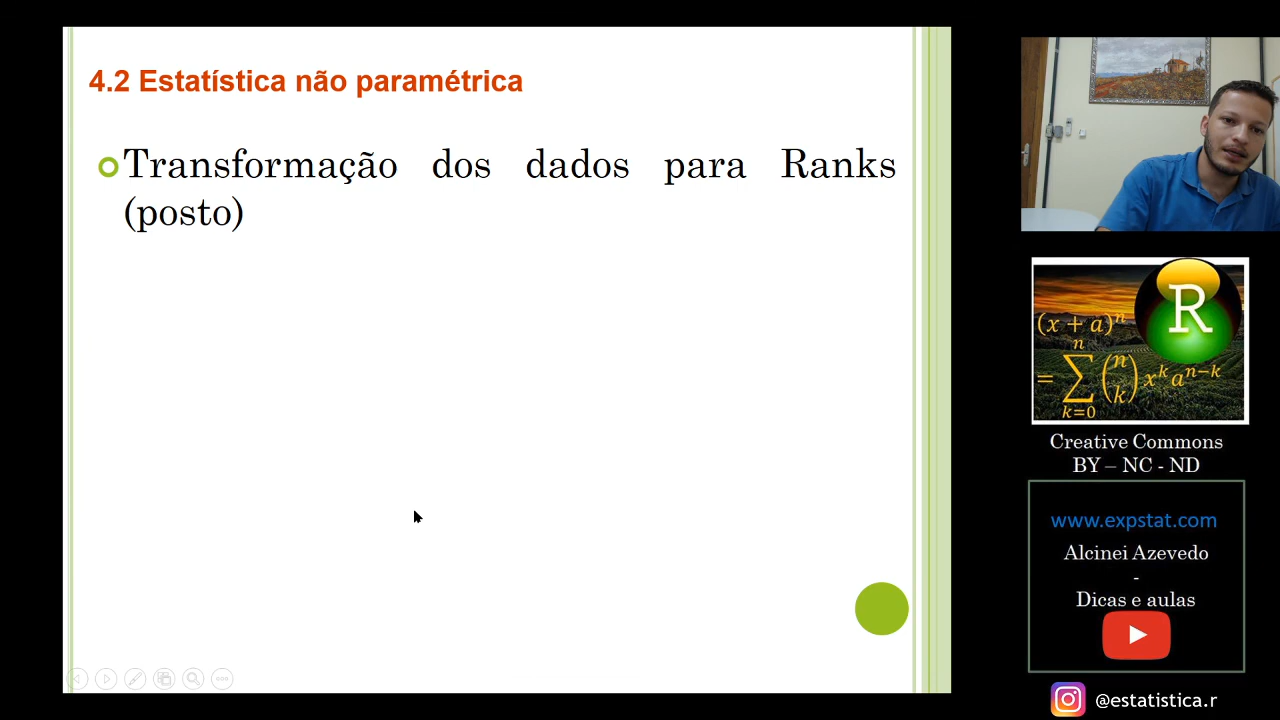 4.2 Estatística não paramétrica
Transformação dos dados para Ranks
(posto)
R
(x + a)^n
= ∑_{k=0}^{n} (n k) x^k a^{n−k}
Creative Commons
BY – NC - ND
www.expstat.com
Alcinei Azevedo
-
Dicas e aulas
@estatistica.r